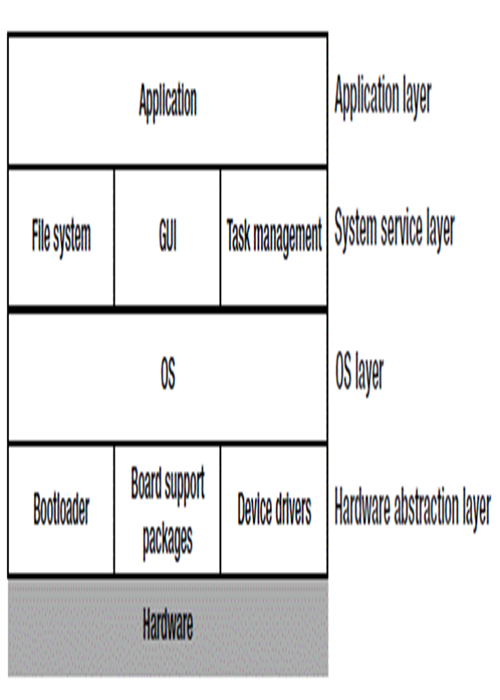 Application
Application layer
File system
GUI
Task management
System service layer
OS
OS layer
Bootloader
Board support
packages
Device drivers
Hardware abstraction layer
Hardware